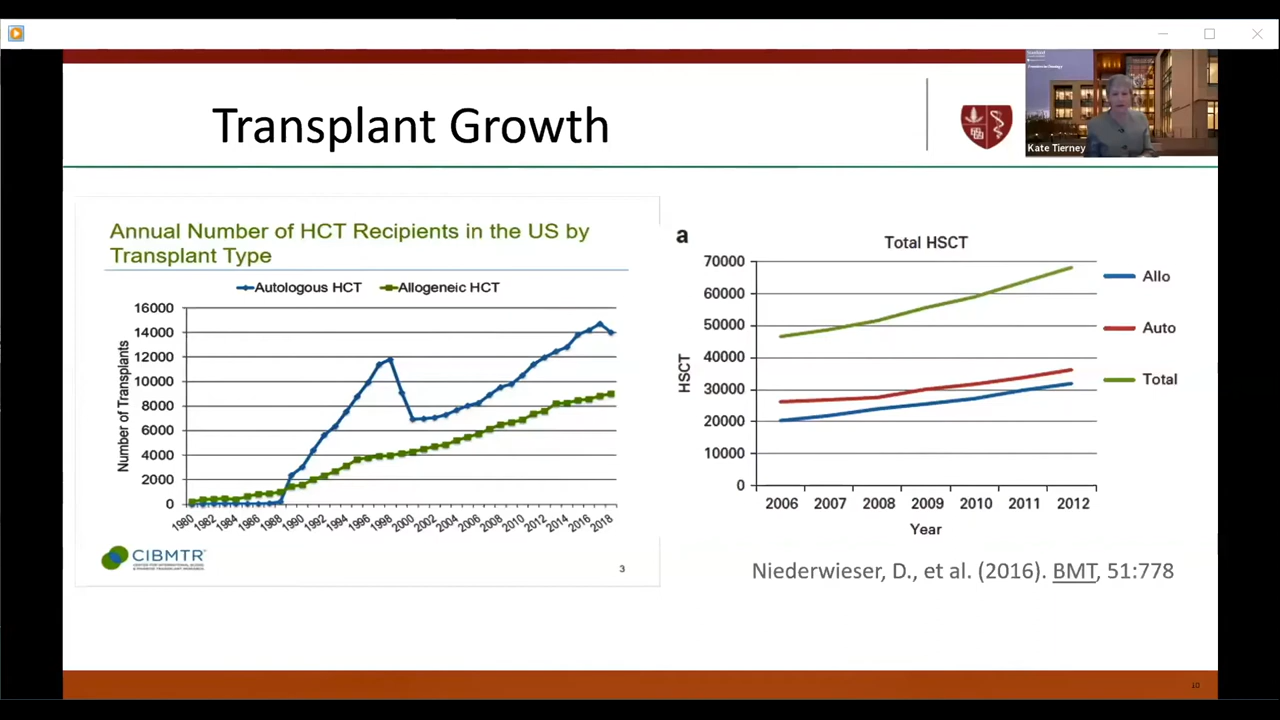 Transplant Growth
Kate Tierney
Annual Number of HCT Recipients in the US by
Transplant Type
Autologous HCT
Allogeneic HCT
Number of Transplants
16000
14000
12000
10000
8000
6000
4000
2000
0
1980 1982 1984 1986 1988 1990 1992 1994 1996 1998 2000 2002 2004 2006 2008 2010 2012 2014 2016 2018
CIBMTR
3
a
Total HSCT
HSCT
70000
60000
50000
40000
30000
20000
10000
0
2006 2007 2008 2009 2010 2011 2012
Year
Allo
Auto
Total
Niederwieser, D., et al. (2016). BMT, 51:778
10